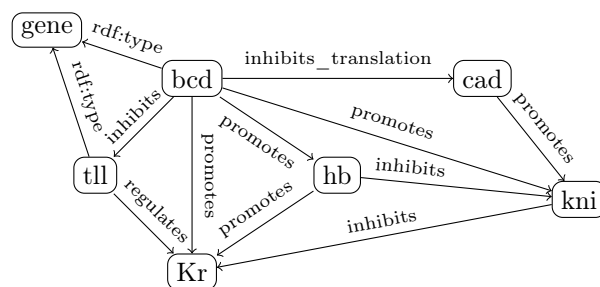 gene
rdf:type
inhibits_translation
bcd
cad
rdf:type
inhibits
promotes
promotes
promotes
promotes
tll
hb
inhibits
kni
regulates
promotes
inhibits
Kr